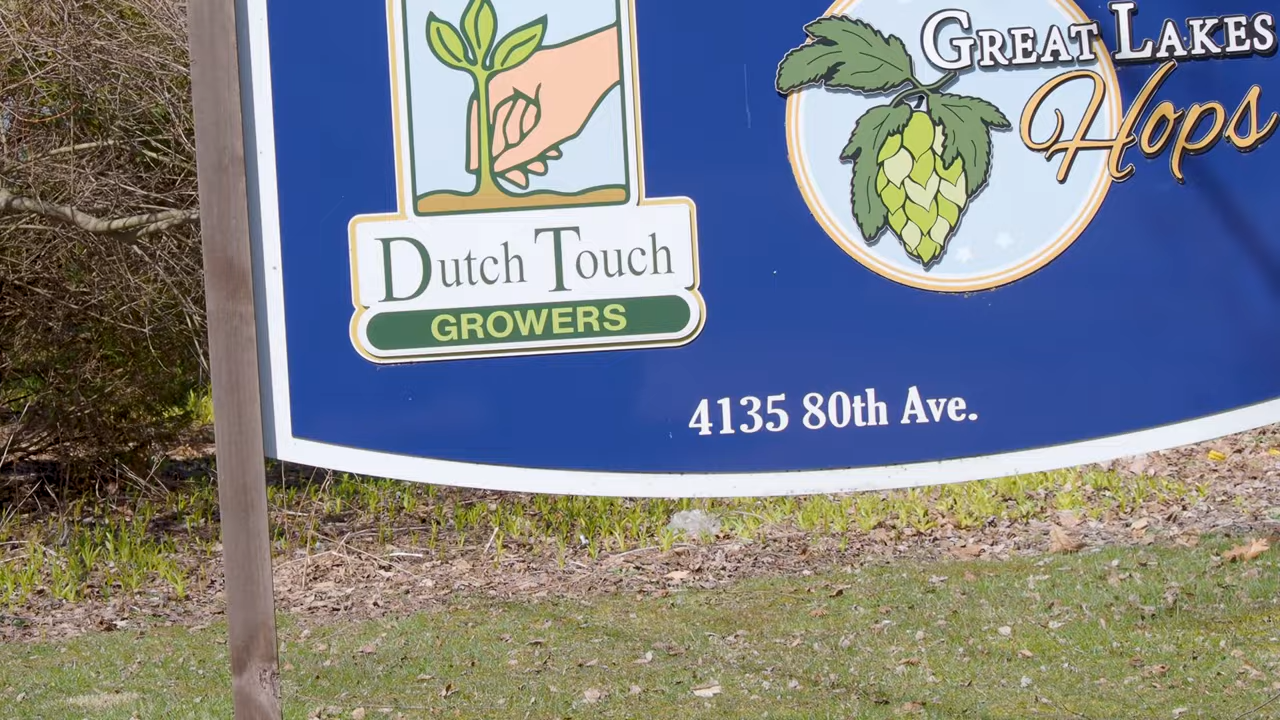 Dutch Touch
GROWERS
GREAT LAKES
Hops
4135 80th Ave.